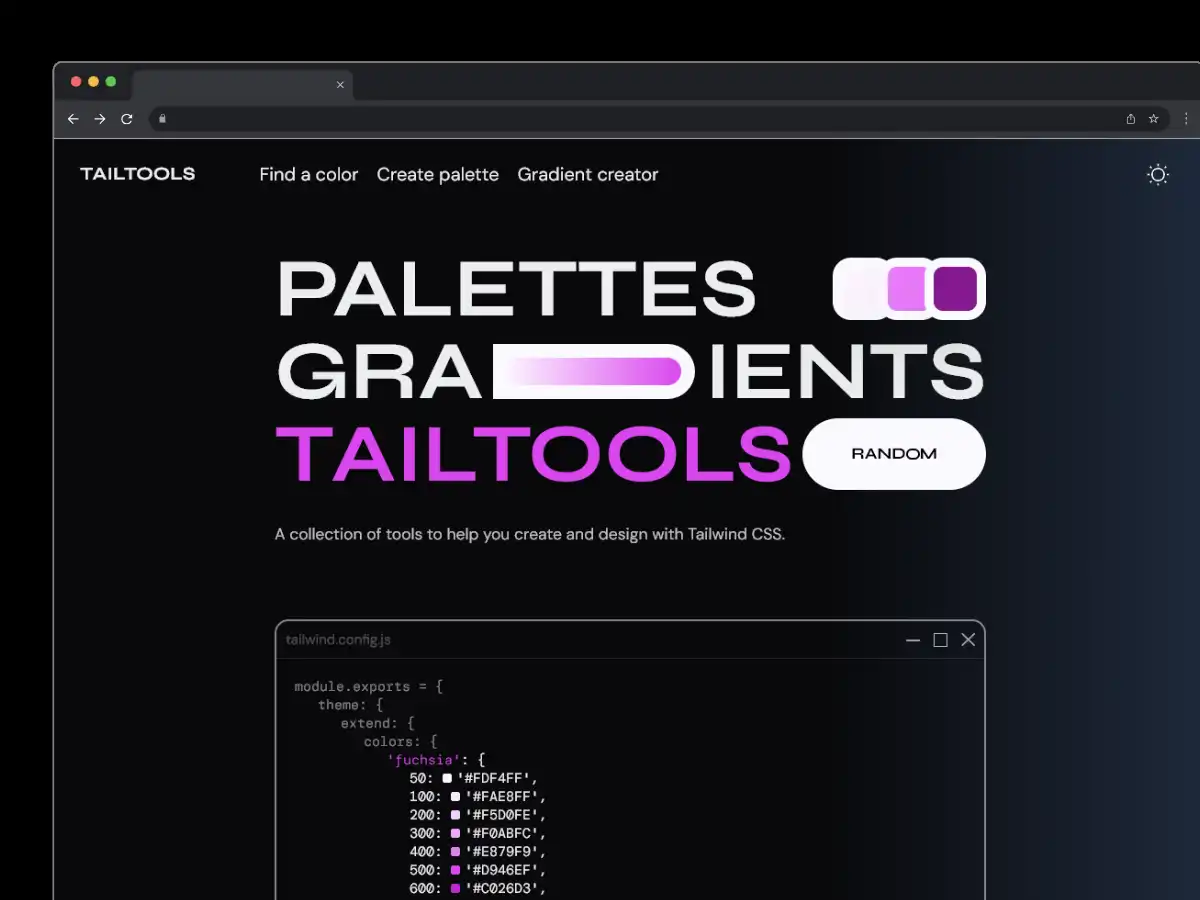 TAILTOOLS Find a color Create palette Gradient creator
PALETTES
GRADIENTS
TAILTOOLS RANDOM
A collection of tools to help you create and design with Tailwind CSS.
tailwind.config.js
module.exports = {
theme: {
extend: {
colors: {
'fuchsia': {
50: '#FDF4FF',
100: '#FAE8FF',
200: '#F5D0FE',
300: '#F0ABFC',
400: '#E879F9',
500: '#D946EF',
600: '#C026D3',